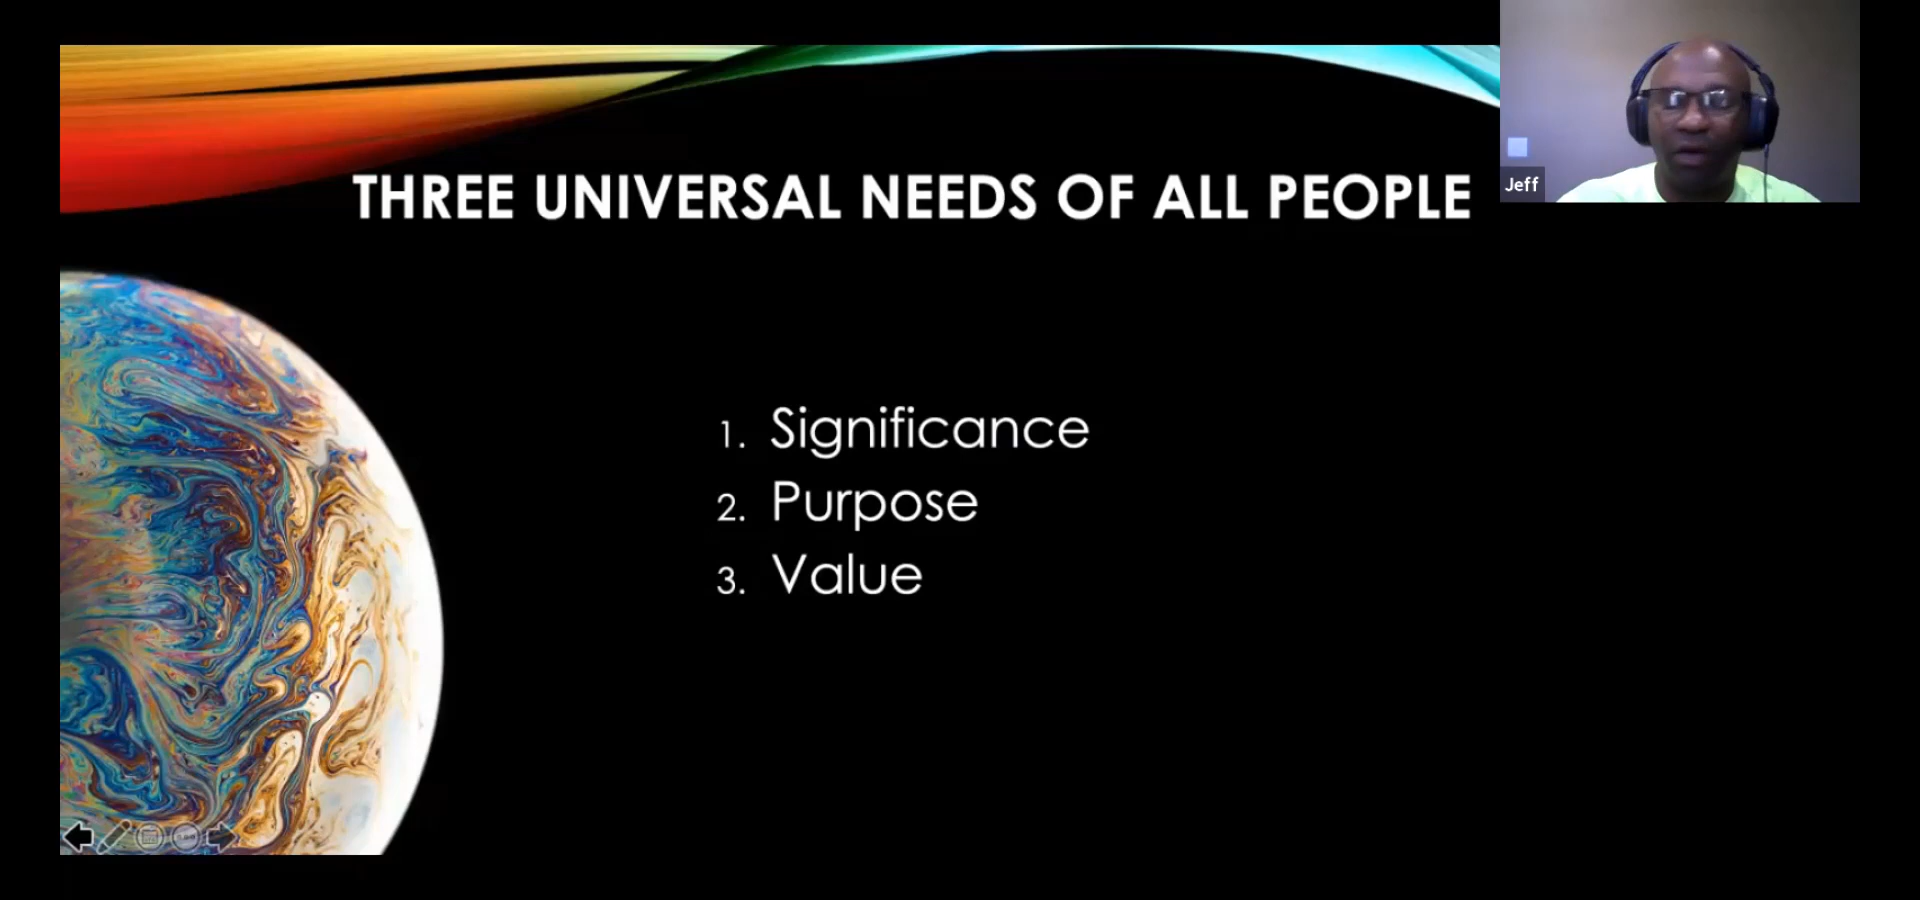 THREE UNIVERSAL NEEDS OF ALL PEOPLE
Jeff
1. Significance
2. Purpose
3. Value